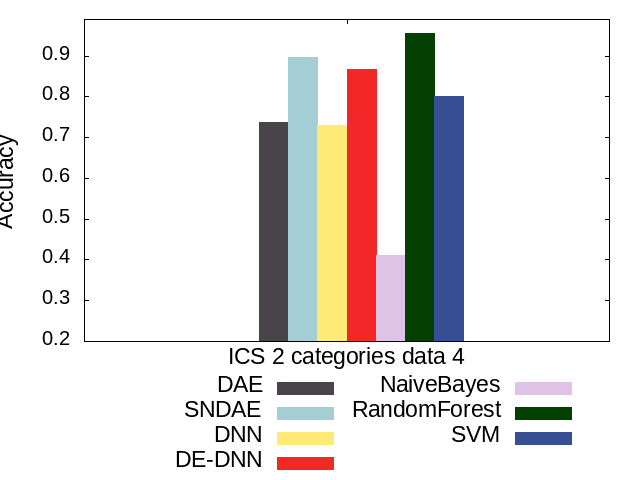 0.9
0.8
0.7
0.6
0.5
0.4
0.3
0.2
Accuracy
ICS 2 categories data 4
DAE
SNDAE
DNN
DE-DNN
NaiveBayes
RandomForest
SVM